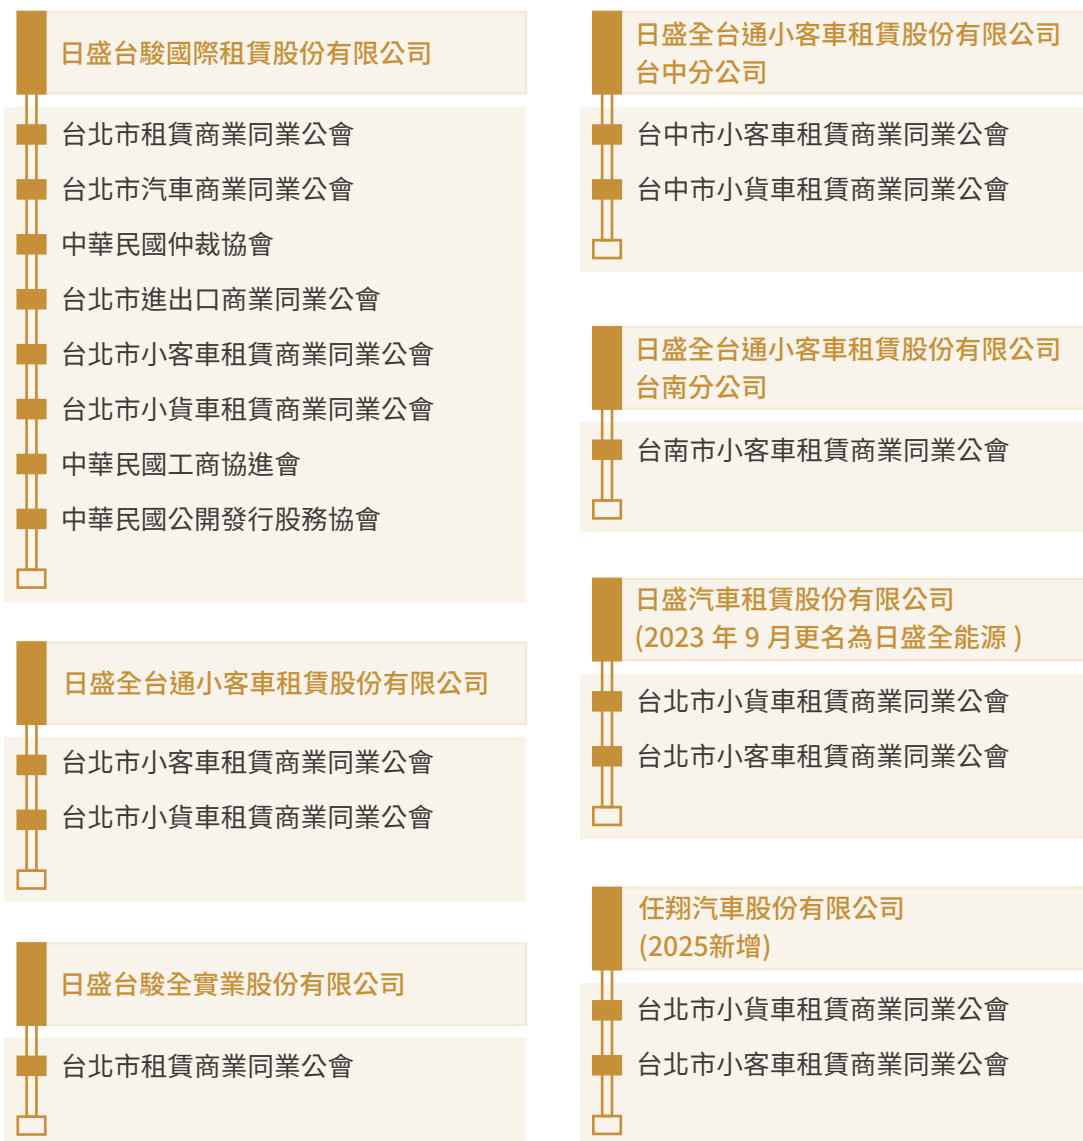 日盛台駿國際租賃股份有限公司
台北市租賃商業同業公會
台北市汽車商業同業公會
中華民國仲裁協會
台北市進出口商業同業公會
台北市小客車租賃商業同業公會
台北市小貨車租賃商業同業公會
中華民國工商協進會
中華民國公開發行股務協會
日盛全台通小客車租賃股份有限公司
台北市小客車租賃商業同業公會
台北市小貨車租賃商業同業公會
日盛台駿全實業股份有限公司
台北市租賃商業同業公會
日盛全台通小客車租賃股份有限公司
台中分公司
台中市小客車租賃商業同業公會
台中市小貨車租賃商業同業公會
日盛全台通小客車租賃股份有限公司
台南分公司
台南市小客車租賃商業同業公會
日盛汽車租賃股份有限公司
(2023 年 9 月更名為日盛全能源 )
台北市小貨車租賃商業同業公會
台北市小客車租賃商業同業公會
任翔汽車股份有限公司
(2025新增)
台北市小貨車租賃商業同業公會
台北市小客車租賃商業同業公會